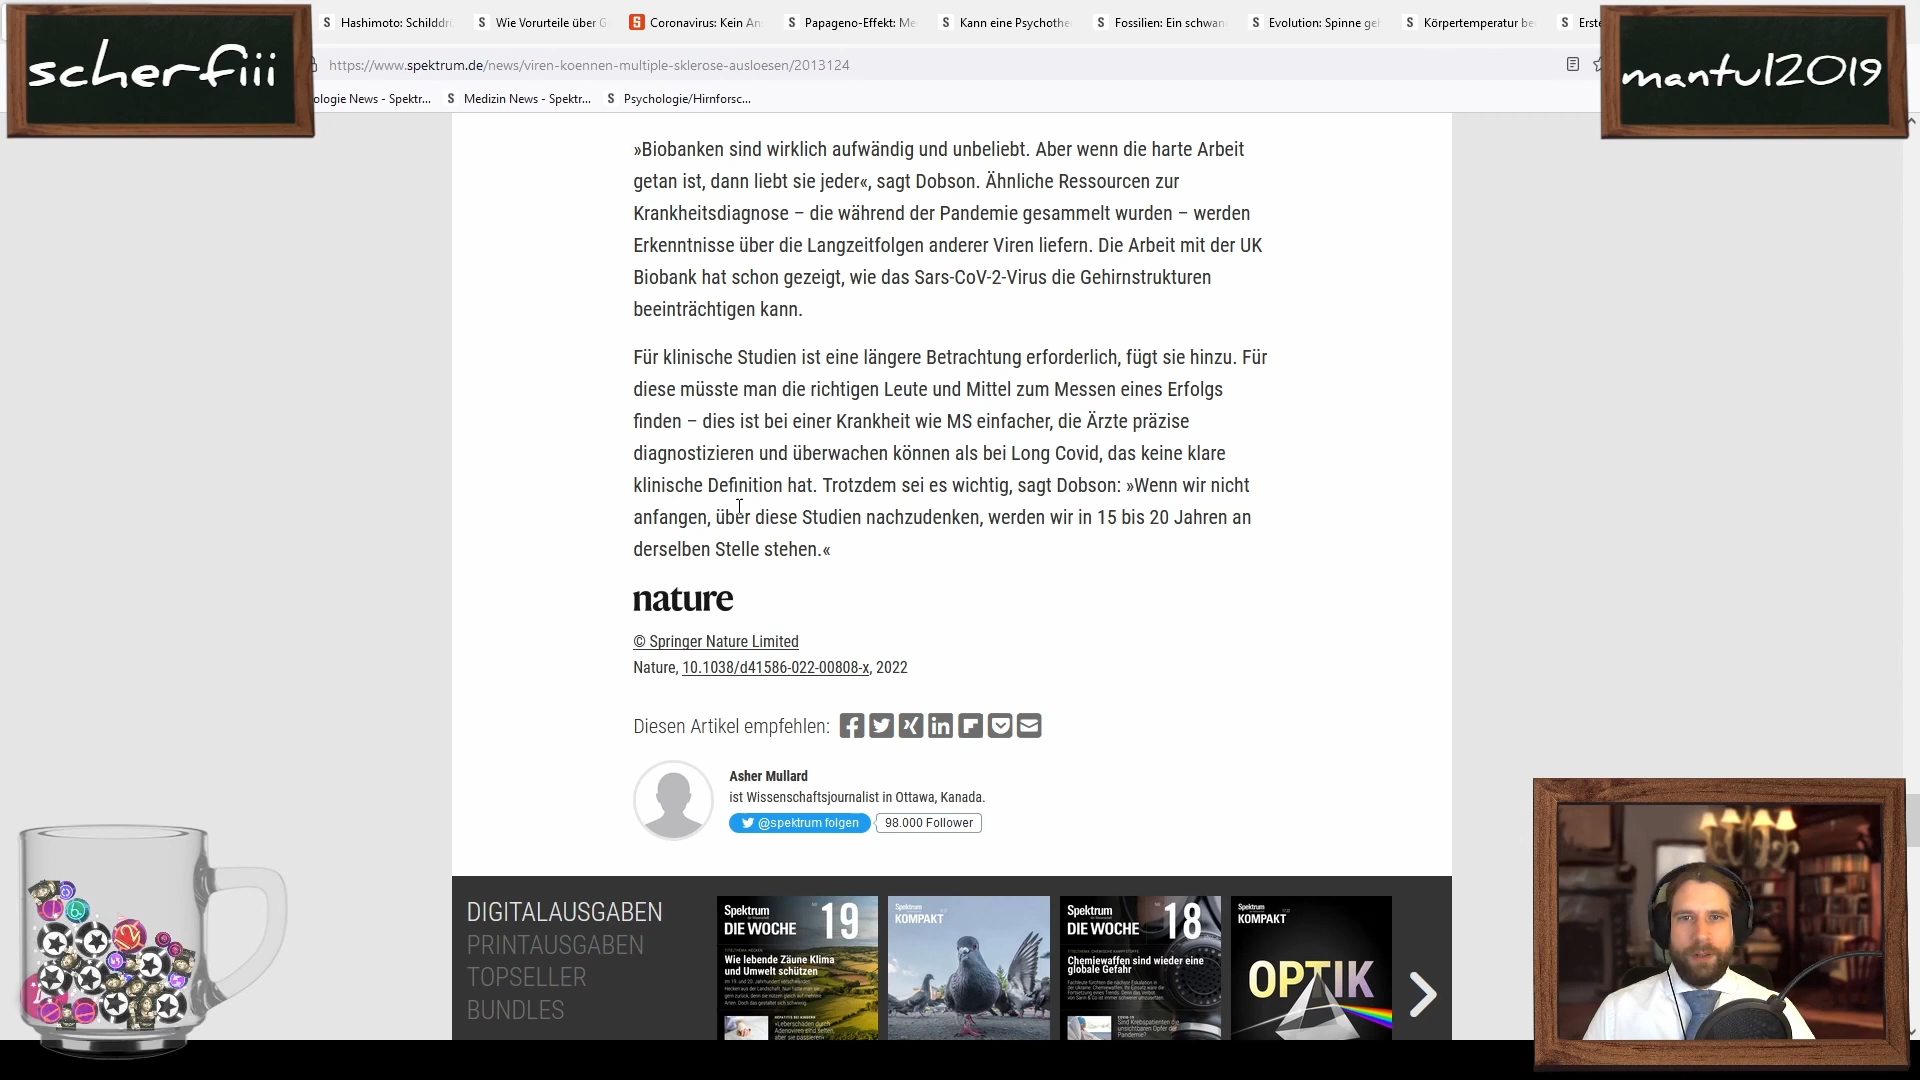 scherfiii
Hashimoto: Schilddr
Wie Vorurteile über G
Coronavirus: Kein An
Papageno-Effekt: Me
Kann eine Psychothe
Fossilien: Ein schwan
Evolution: Spinne gel
Körpertemperatur be
Erste
mantul2019
https://www.spektrum.de/news/viren-koennen-multiple-sklerose-ausloesen/2013124
ologie News - Spektr...
Medizin News - Spektr...
Psychologie/Hirnforsc...
»Biobanken sind wirklich aufwändig und unbeliebt. Aber wenn die harte Arbeit
getan ist, dann liebt sie jeder«, sagt Dobson. Ähnliche Ressourcen zur
Krankheitsdiagnose – die während der Pandemie gesammelt wurden – werden
Erkenntnisse über die Langzeitfolgen anderer Viren liefern. Die Arbeit mit der UK
Biobank hat schon gezeigt, wie das Sars-CoV-2-Virus die Gehirnstrukturen
beeinträchtigen kann.
Für klinische Studien ist eine längere Betrachtung erforderlich, fügt sie hinzu. Für
diese müsste man die richtigen Leute und Mittel zum Messen eines Erfolgs
finden – dies ist bei einer Krankheit wie MS einfacher, die Ärzte präzise
diagnostizieren und überwachen können als bei Long Covid, das keine klare
klinische Definition hat. Trotzdem sei es wichtig, sagt Dobson: »Wenn wir nicht
anfangen, über diese Studien nachzudenken, werden wir in 15 bis 20 Jahren an
derselben Stelle stehen.«
nature
© Springer Nature Limited
Nature, 10.1038/d41586-022-00808-x, 2022
Diesen Artikel empfehlen:
Asher Mullard
ist Wissenschaftsjournalist in Ottawa, Kanada.
@spektrum folgen
98.000 Follower
DIGITALAUSGABEN
PRINTAUSGABEN
TOPSELLER
BUNDLES
Spektrum
DIE WOCHE
19
Wie lebende Zäune Klima
und Umwelt schützen
Spektrum
KOMPAKT
Spektrum
DIE WOCHE
18
Chemiewaffen sind wieder eine
globale Gefahr
Spektrum
KOMPAKT
OPTIK